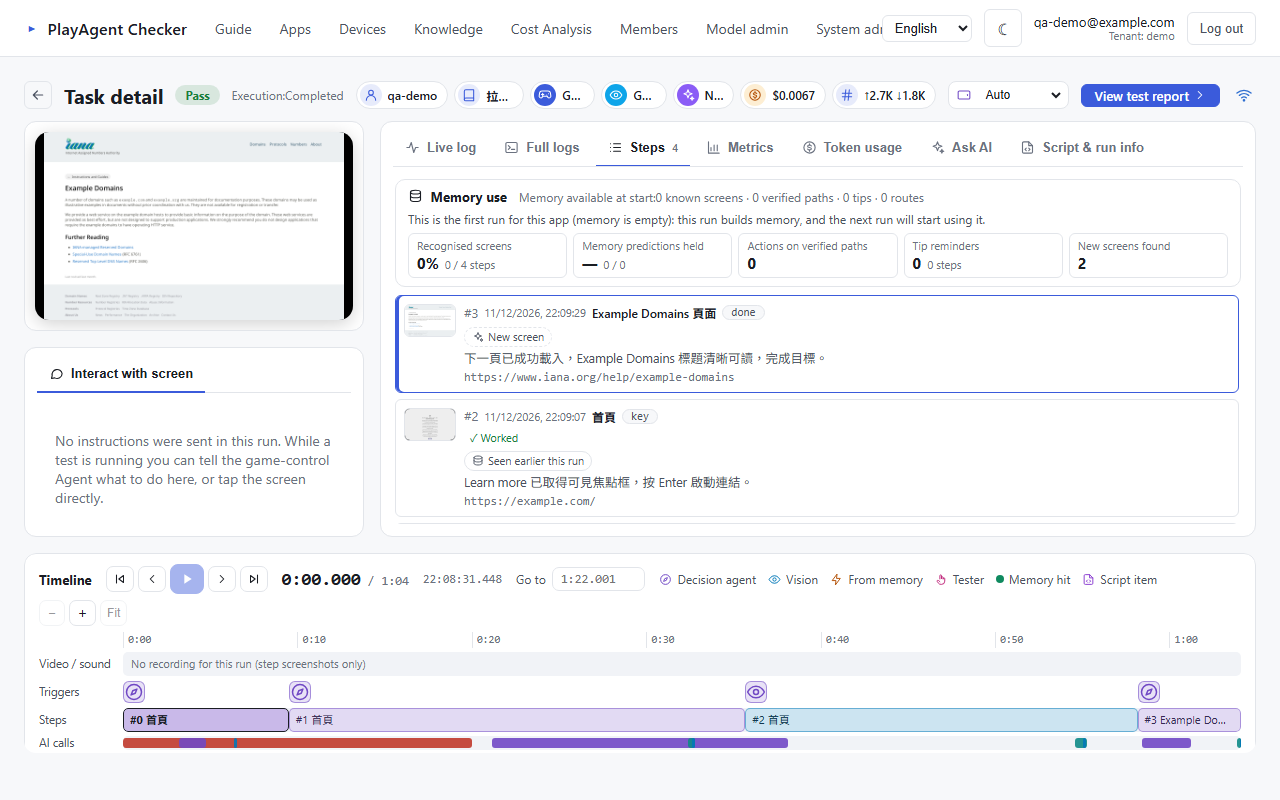 PlayAgent Checker
Guide
Apps
Devices
Knowledge
Cost Analysis
Members
Model admin
System adr
English
qa-demo@example.com
Tenant: demo
Log out
Task detail
Pass
Execution:Completed
qa-demo
拉...
G...
G...
N...
$0.0067
↑2.7K ↓1.8K
Auto
View test report
iana
Domains Protocols Numbers About
Example Domains
Further Reading
Interact with screen
No instructions were sent in this run. While a
test is running you can tell the game-control
Agent what to do here, or tap the screen
directly.
Live log
Full logs
Steps 4
Metrics
Token usage
Ask AI
Script & run info
Memory use Memory available at start:0 known screens · 0 verified paths · 0 tips · 0 routes
This is the first run for this app (memory is empty): this run builds memory, and the next run will start using it.
Recognised screens
0% 0 / 4 steps
Memory predictions held
— 0 / 0
Actions on verified paths
0
Tip reminders
0 0 steps
New screens found
2
#3 11/12/2026, 22:09:29 Example Domains 頁面 done
New screen
下一頁已成功載入，Example Domains 標題清晰可讀，完成目標。
https://www.iana.org/help/example-domains
#2 11/12/2026, 22:09:07 首頁 key
✓ Worked
Seen earlier this run
Learn more 已取得可見焦點框，按 Enter 啟動連結。
https://example.com/
Timeline
0:00.000 / 1:04
22:08:31.448
Go to 1:22.001
Decision agent
Vision
From memory
Tester
Memory hit
Script item
− + Fit
0:00 0:10 0:20 0:30 0:40 0:50 1:00
Video / sound
No recording for this run (step screenshots only)
Triggers
Steps
#0 首頁
#1 首頁
#2 首頁
#3 Example Do...
AI calls